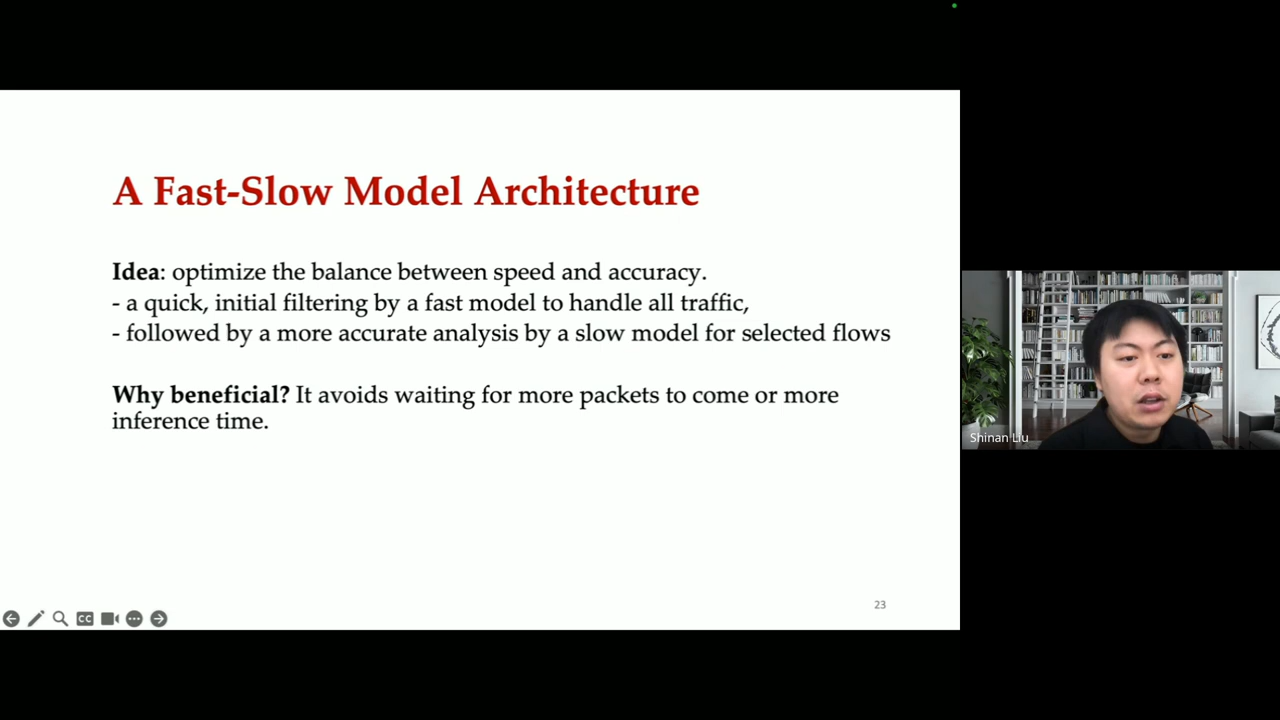 A Fast-Slow Model Architecture
Idea: optimize the balance between speed and accuracy.
- a quick, initial filtering by a fast model to handle all traffic,
- followed by a more accurate analysis by a slow model for selected flows
Why beneficial? It avoids waiting for more packets to come or more
inference time.
23
CC
Shinan Liu